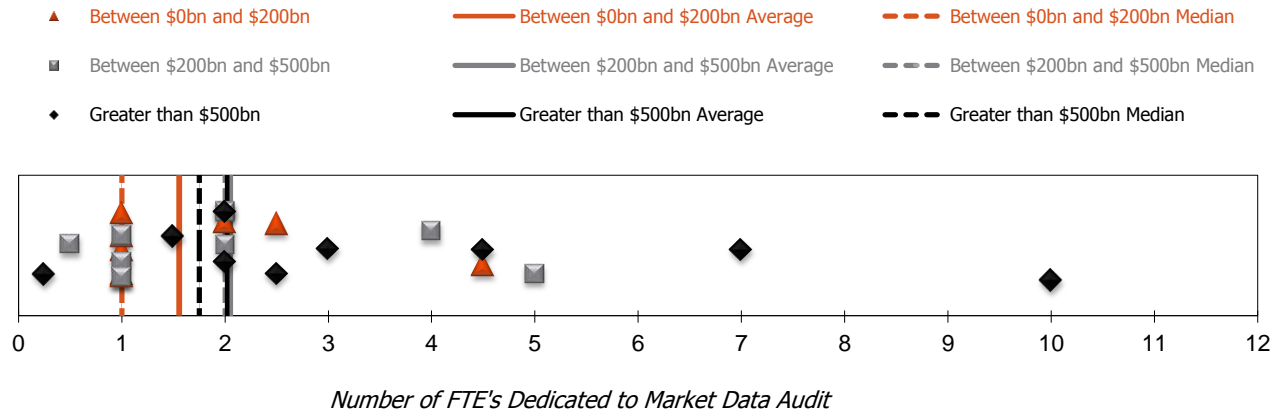 Between $0bn and $200bn Between $0bn and $200bn Average Between $0bn and $200bn Median
Between $200bn and $500bn Between $200bn and $500bn Average Between $200bn and $500bn Median
Greater than $500bn Greater than $500bn Average Greater than $500bn Median
0 1 2 3 4 5 6 7 8 9 10 11 12
Number of FTE's Dedicated to Market Data Audit